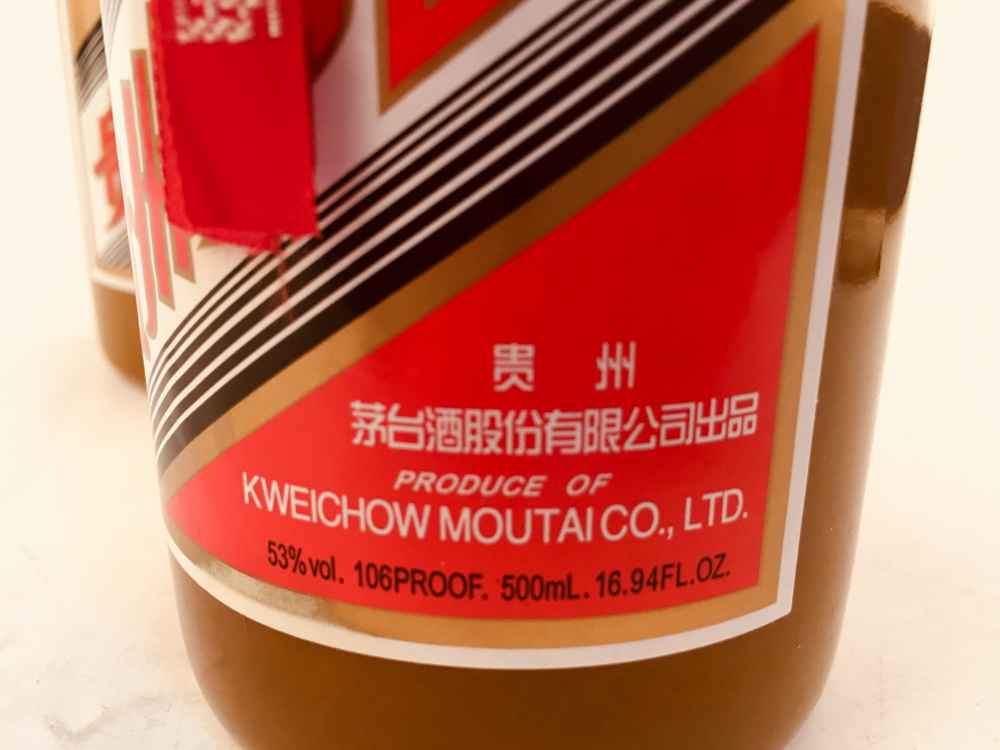 贵 州
茅台酒股份有限公司出品
PRODUCE OF
KWEICHOW MOUTAI CO., LTD.
53%vol. 106PROOF. 500mL. 16.94FL.OZ.